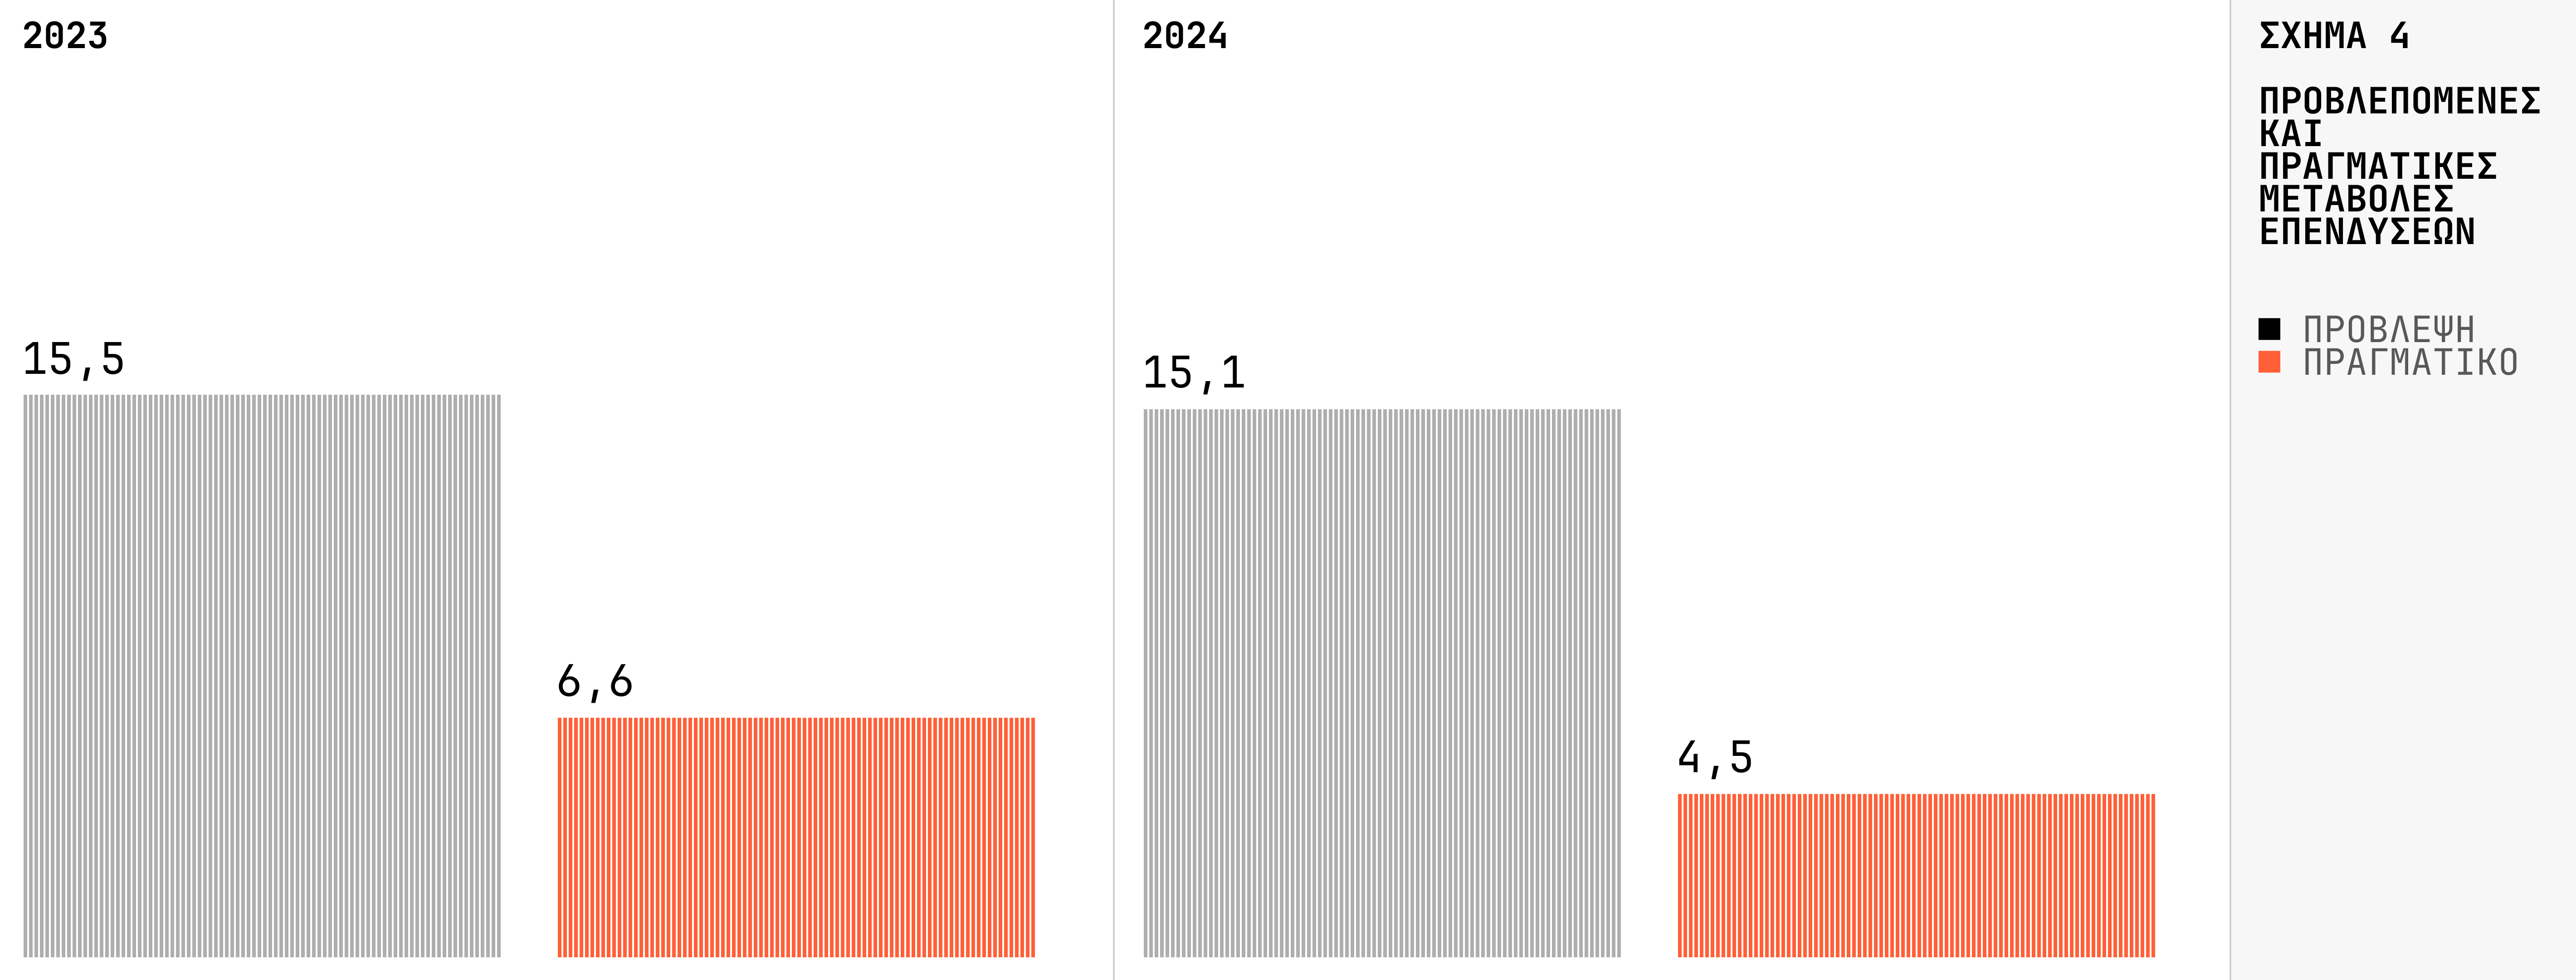 2023
15,5
6,6
2024
15,1
4,5
ΣΧΗΜΑ 4
ΠΡΟΒΛΕΠΟΜΕΝΕΣ
ΚΑΙ
ΠΡΑΓΜΑΤΙΚΕΣ
ΜΕΤΑΒΟΛΕΣ
ΕΠΕΝΔΥΣΕΩΝ
ΠΡΟΒΛΕΨΗ
ΠΡΑΓΜΑΤΙΚΟ